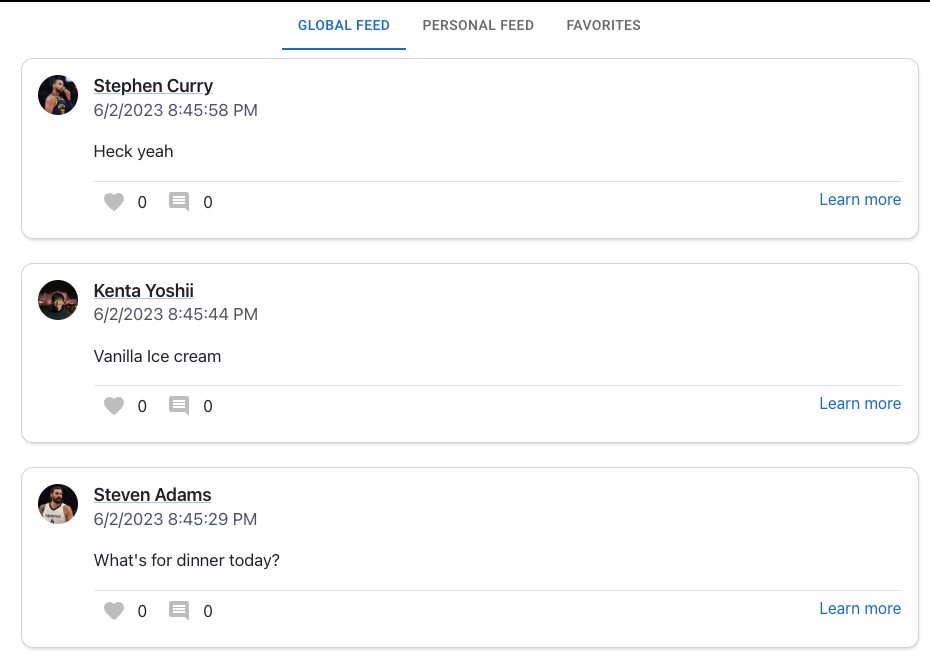 GLOBAL FEED PERSONAL FEED FAVORITES
Stephen Curry
6/2/2023 8:45:58 PM
Heck yeah
0 0 Learn more
Kenta Yoshii
6/2/2023 8:45:44 PM
Vanilla Ice cream
0 0 Learn more
Steven Adams
6/2/2023 8:45:29 PM
What's for dinner today?
0 0 Learn more